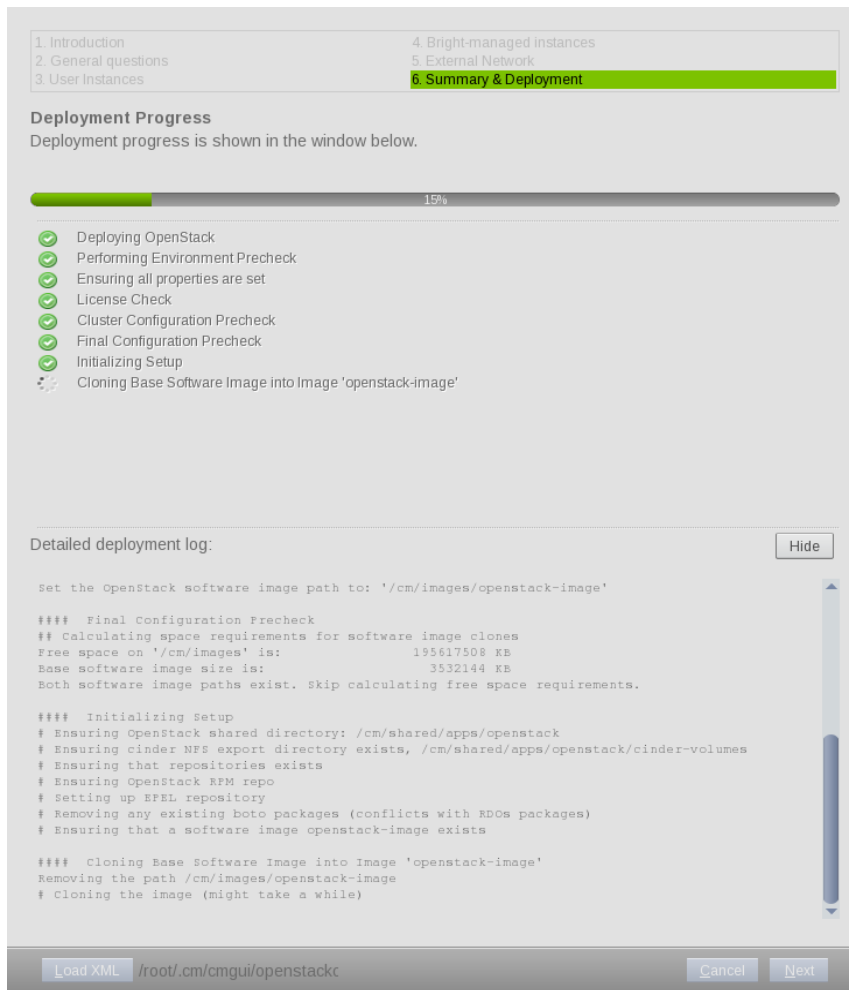 1. Introduction
2. General questions
3. User Instances
4. Bright-managed instances
5. External Network
6. Summary & Deployment
Deployment Progress
Deployment progress is shown in the window below.
15%
Deploying OpenStack
Performing Environment Precheck
Ensuring all properties are set
License Check
Cluster Configuration Precheck
Final Configuration Precheck
Initializing Setup
Cloning Base Software Image into Image 'openstack-image'
Detailed deployment log:
Hide
Set the OpenStack software image path to: '/cm/images/openstack-image'
#### Final Configuration Precheck
## Calculating space requirements for software image clones
Free space on '/cm/images' is: 195617508 KB
Base software image size is: 3532144 KB
Both software image paths exist. Skip calculating free space requirements.
#### Initializing Setup
# Ensuring OpenStack shared directory: /cm/shared/apps/openstack
# Ensuring cinder NFS export directory exists, /cm/shared/apps/openstack/cinder-volumes
# Ensuring that repositories exists
# Ensuring OpenStack RPM repo
# Setting up EPEL repository
# Removing any existing boto packages (conflicts with RDOs packages)
# Ensuring that a software image openstack-image exists
#### Cloning Base Software Image into Image 'openstack-image'
Removing the path /cm/images/openstack-image
# Cloning the image (might take a while)
Load XML /root/.cm/cmgui/openstackc
Cancel Next